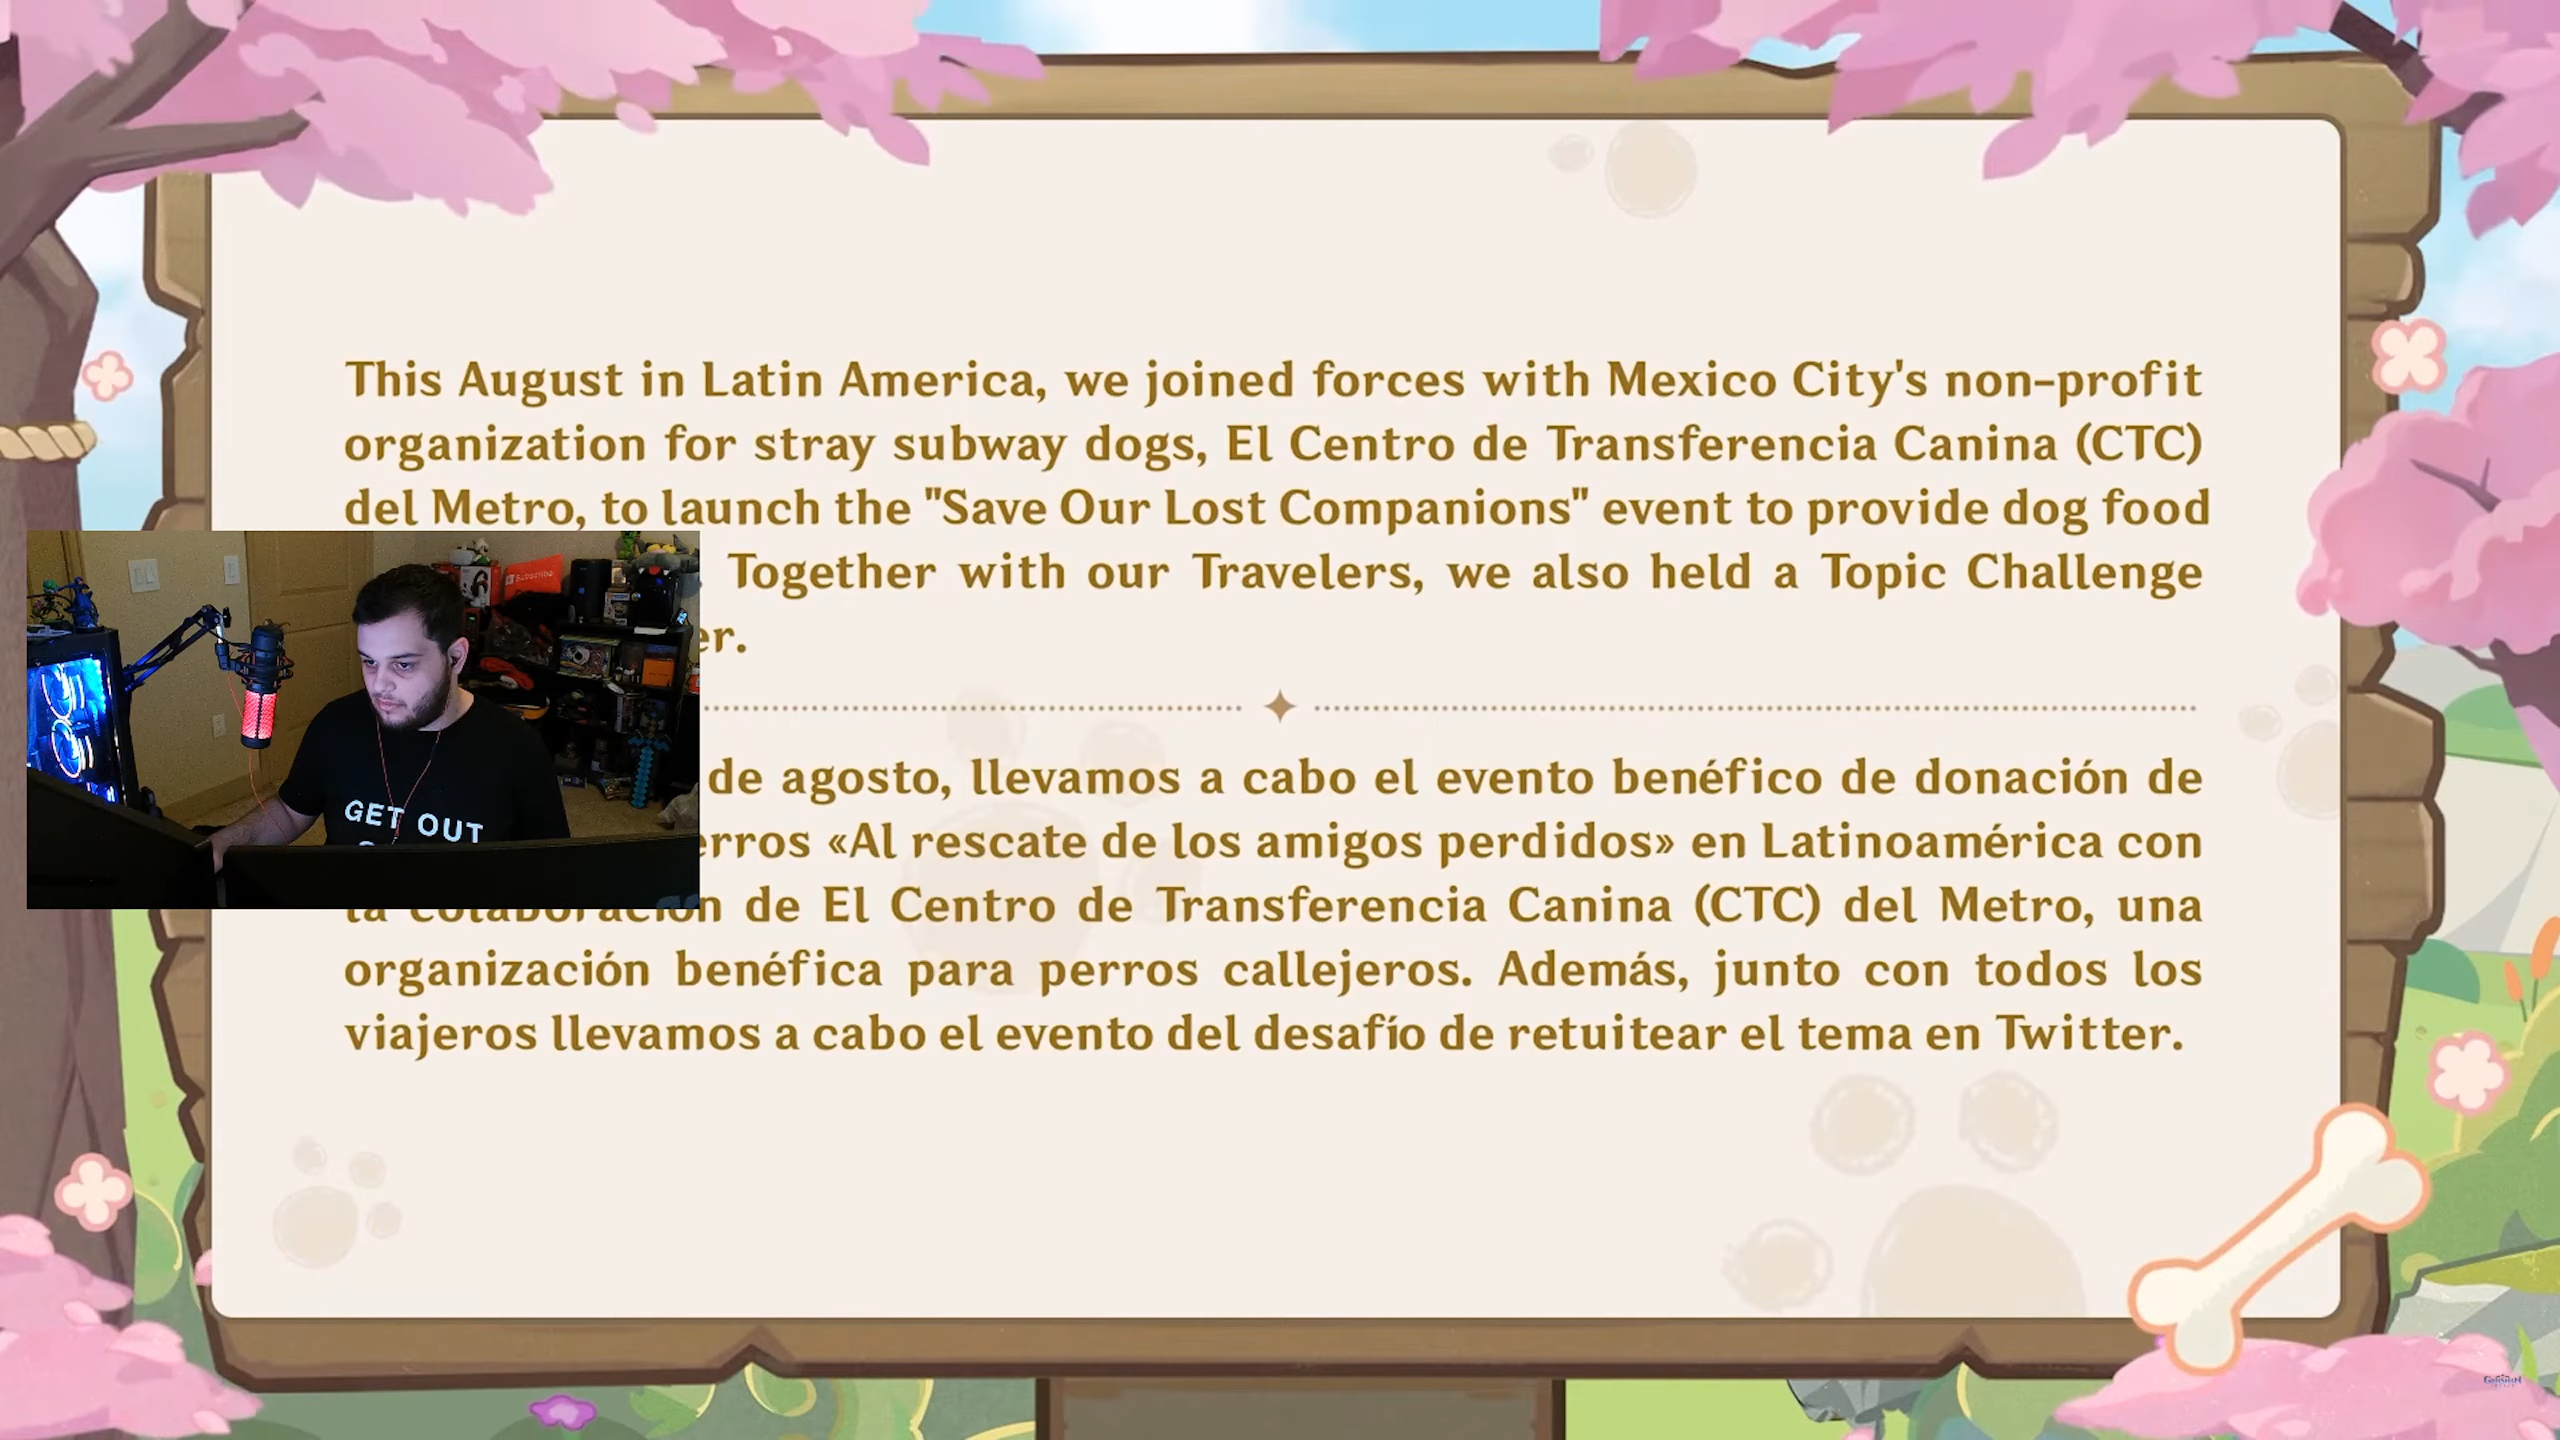 This August in Latin America, we joined forces with Mexico City's non-profit
organization for stray subway dogs, El Centro de Transferencia Canina (CTC)
del Metro, to launch the "Save Our Lost Companions" event to provide dog food
Together with our Travelers, we also held a Topic Challenge
de agosto, llevamos a cabo el evento benéfico de donación de
«Al rescate de los amigos perdidos» en Latinoamérica con
la colaboración de El Centro de Transferencia Canina (CTC) del Metro, una
organización benéfica para perros callejeros. Además, junto con todos los
viajeros llevamos a cabo el evento del desafío de retuitear el tema en Twitter.
Subscribe
GET OUT
GENSHIN